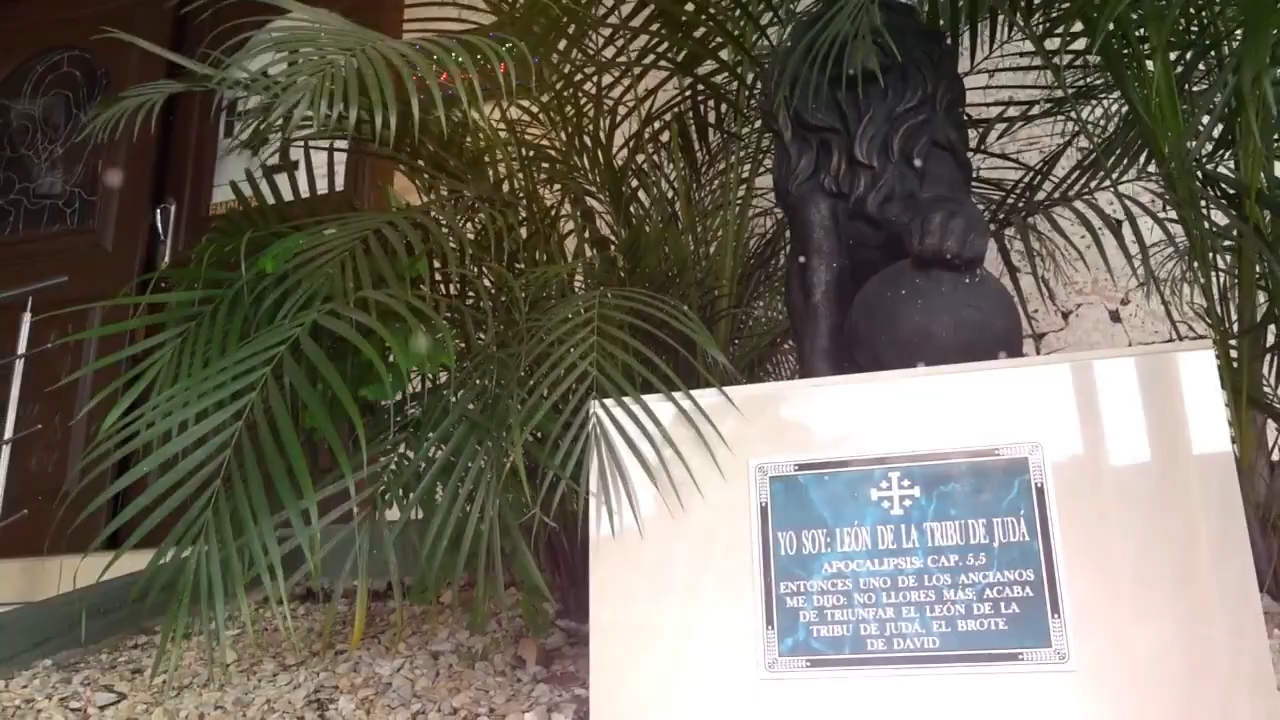 YO SOY: LEÓN DE LA TRIBU DE JUDÁ
APOCALIPSIS: CAP. 5,5
ENTONCES UNO DE LOS ANCIANOS
ME DIJO: NO LLORES MÁS; ACABA
DE TRIUNFAR EL LEÓN DE LA
TRIBU DE JUDÁ, EL BROTE
DE DAVID